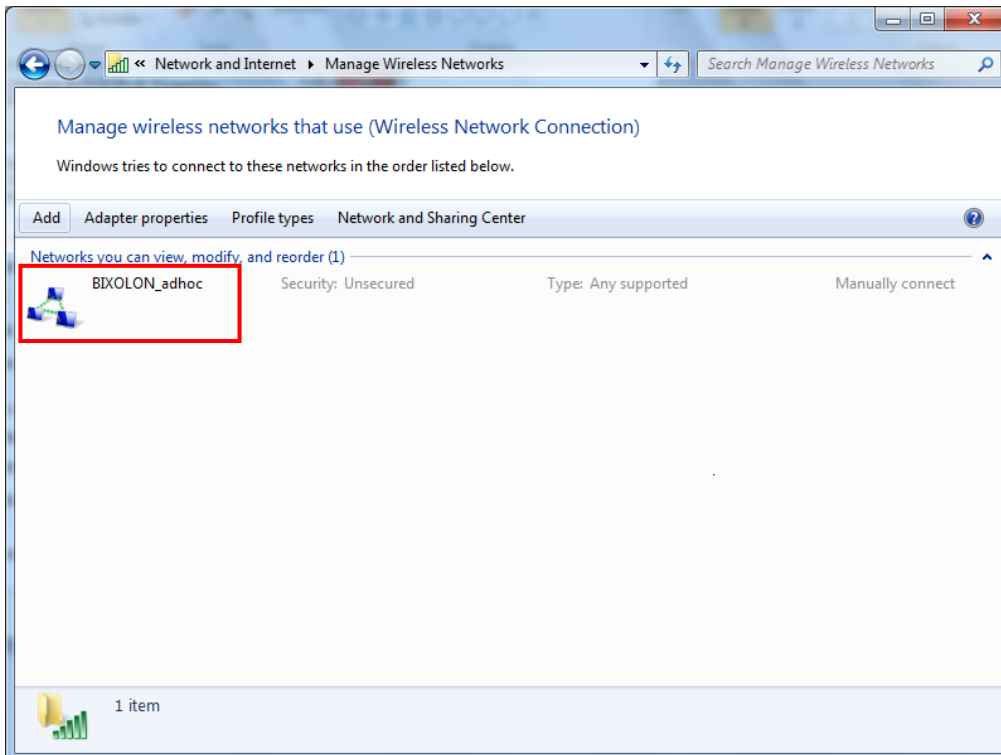 « Network and Internet ▸ Manage Wireless Networks
Search Manage Wireless Networks
Manage wireless networks that use (Wireless Network Connection)
Windows tries to connect to these networks in the order listed below.
Add Adapter properties Profile types Network and Sharing Center
Networks you can view, modify, and reorder (1)
BIXOLON_adhoc Security: Unsecured Type: Any supported Manually connect
1 item